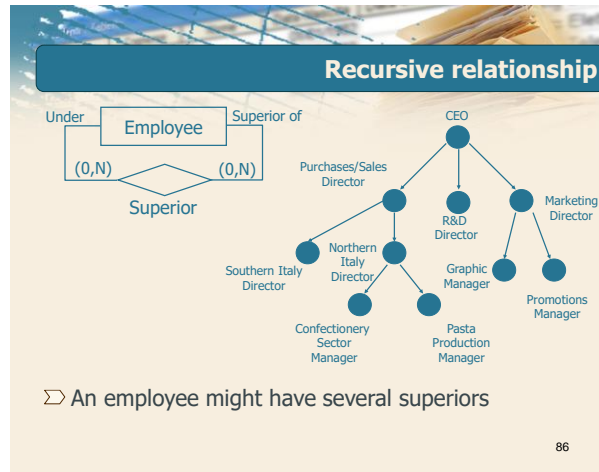 Recursive relationship
Under
Employee
Superior of
(0,N)
(0,N)
Superior
CEO
Purchases/Sales
Director
R&D
Director
Marketing
Director
Southern Italy
Director
Northern
Italy
Director
Graphic
Manager
Promotions
Manager
Confectionery
Sector
Manager
Pasta
Production
Manager
An employee might have several superiors
86